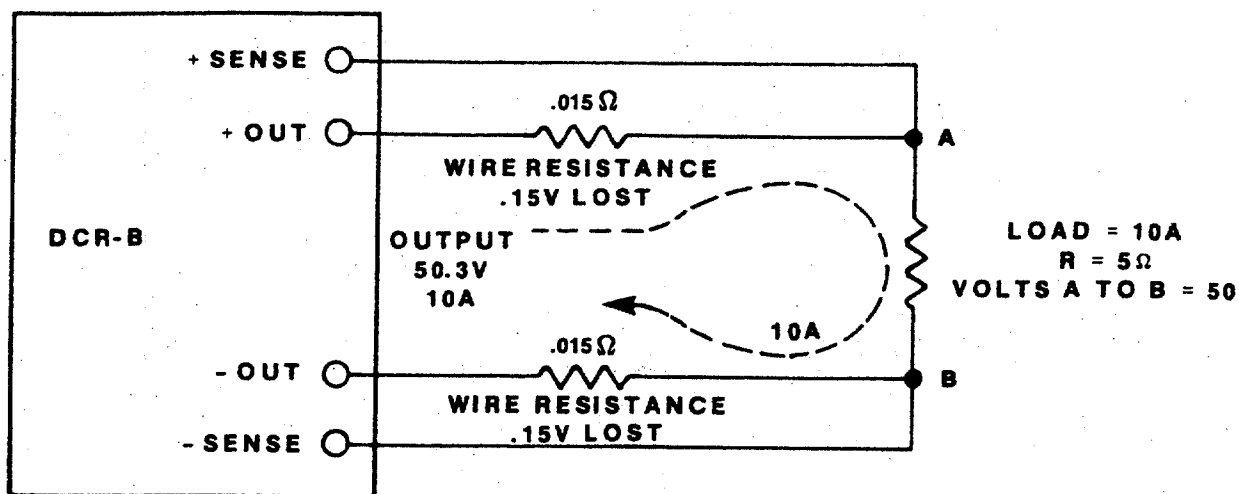 + SENSE
.015Ω
+ OUT
A
WIRE RESISTANCE
.15V LOST
DCR-B
OUTPUT
50.3V
10A
LOAD = 10A
R = 5Ω
VOLTS A TO B = 50
10A
.015Ω
- OUT
B
WIRE RESISTANCE
.15V LOST
- SENSE